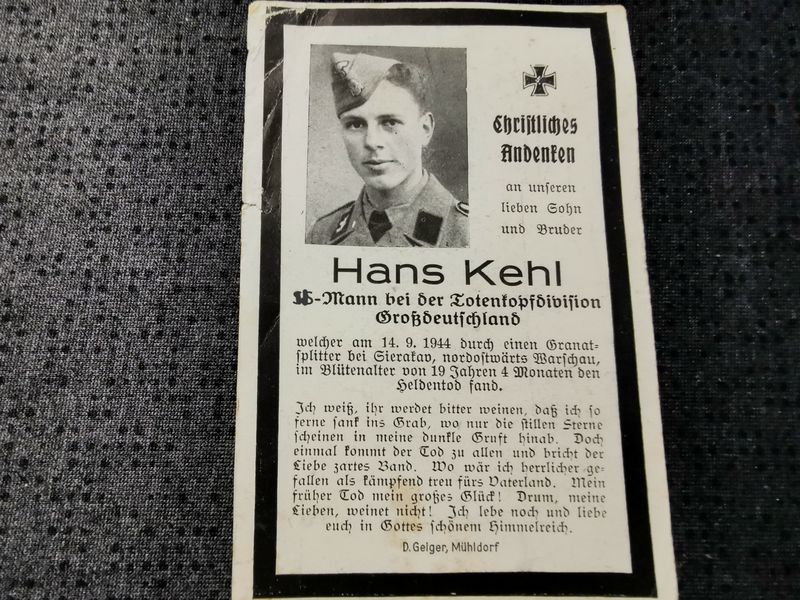 Christliches
Andenken
an unseren
lieben Sohn
und Bruder
Hans Kehl
SS-Mann bei der Totenkopfdivision
Großdeutschland
welcher am 14. 9. 1944 durch einen Granat-
splitter bei Sierakav, nordostwärts Warschau,
im Blütenalter von 19 Jahren 4 Monaten den
Heldentod fand.
Ich weiß, ihr werdet bitter weinen, daß ich so
ferne sank ins Grab, wo nur die stillen Sterne
scheinen in meine dunkle Gruft hinab. Doch
einmal kommt der Tod zu allen und bricht der
Liebe zartes Band. Wo wär ich herrlicher ge-
fallen als kämpfend treu fürs Vaterland. Mein
früher Tod mein großes Glück! Drum, meine
Lieben, weinet nicht! Ich lebe noch und liebe
euch in Gottes schönem Himmelreich.
D. Geiger, Mühldorf